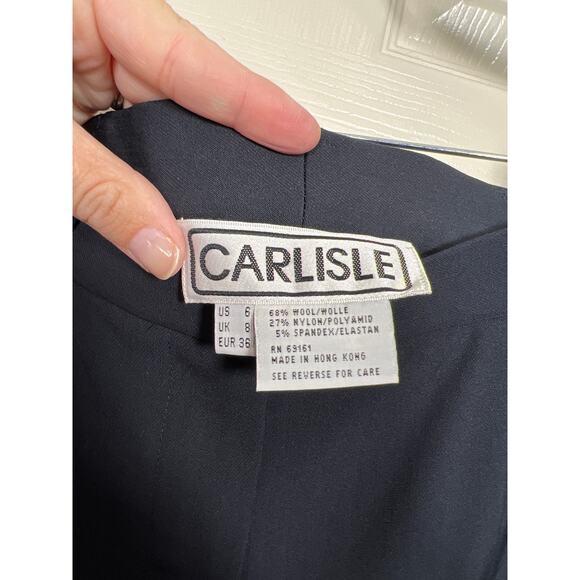 CARLISLE
US 6
UK 8
EUR 36
68% WOOL/WOLLE
27% NYLON/POLYAMID
5% SPANDEX/ELASTAN
RN 69161
MADE IN HONG KONG
SEE REVERSE FOR CARE